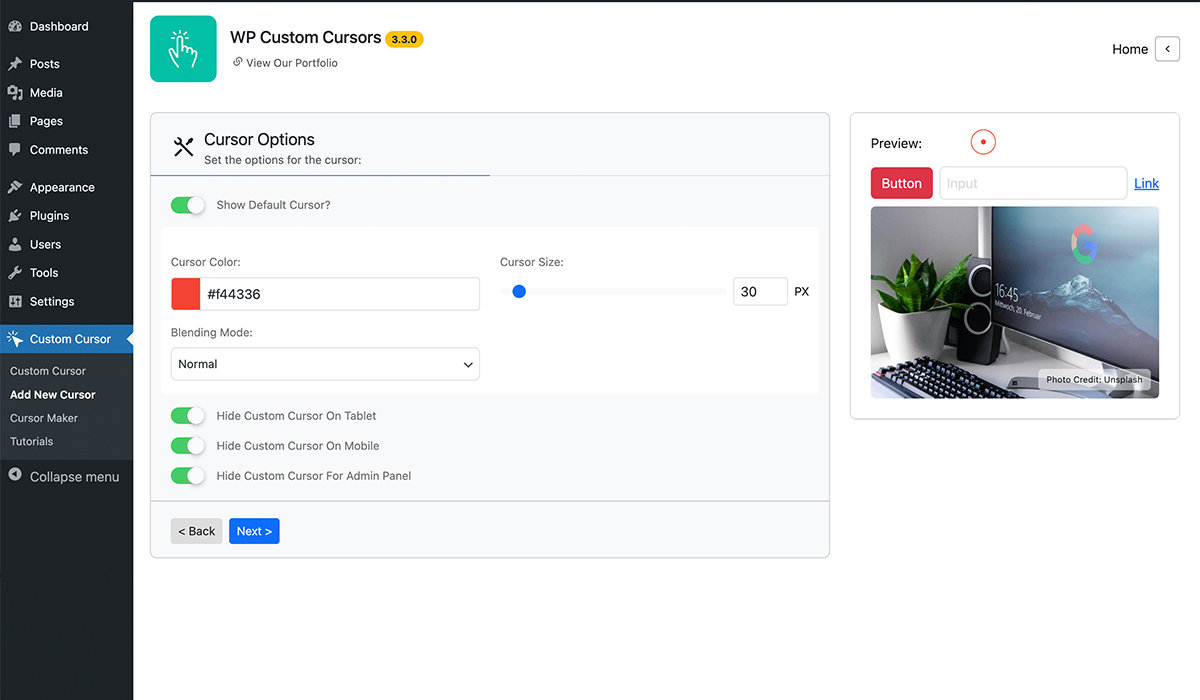 Dashboard
Posts
Media
Pages
Comments
Appearance
Plugins
Users
Tools
Settings
Custom Cursor
Custom Cursor
Add New Cursor
Cursor Maker
Tutorials
Collapse menu
WP Custom Cursors 3.3.0
View Our Portfolio
Home <
Cursor Options
Set the options for the cursor:
Show Default Cursor?
Cursor Color:
#f44336
Cursor Size:
30 PX
Blending Mode:
Normal
Hide Custom Cursor On Tablet
Hide Custom Cursor On Mobile
Hide Custom Cursor For Admin Panel
< Back Next >
Preview:
Button Input Link
16:45
Mittwoch, 20. Februar
Photo Credit: Unsplash